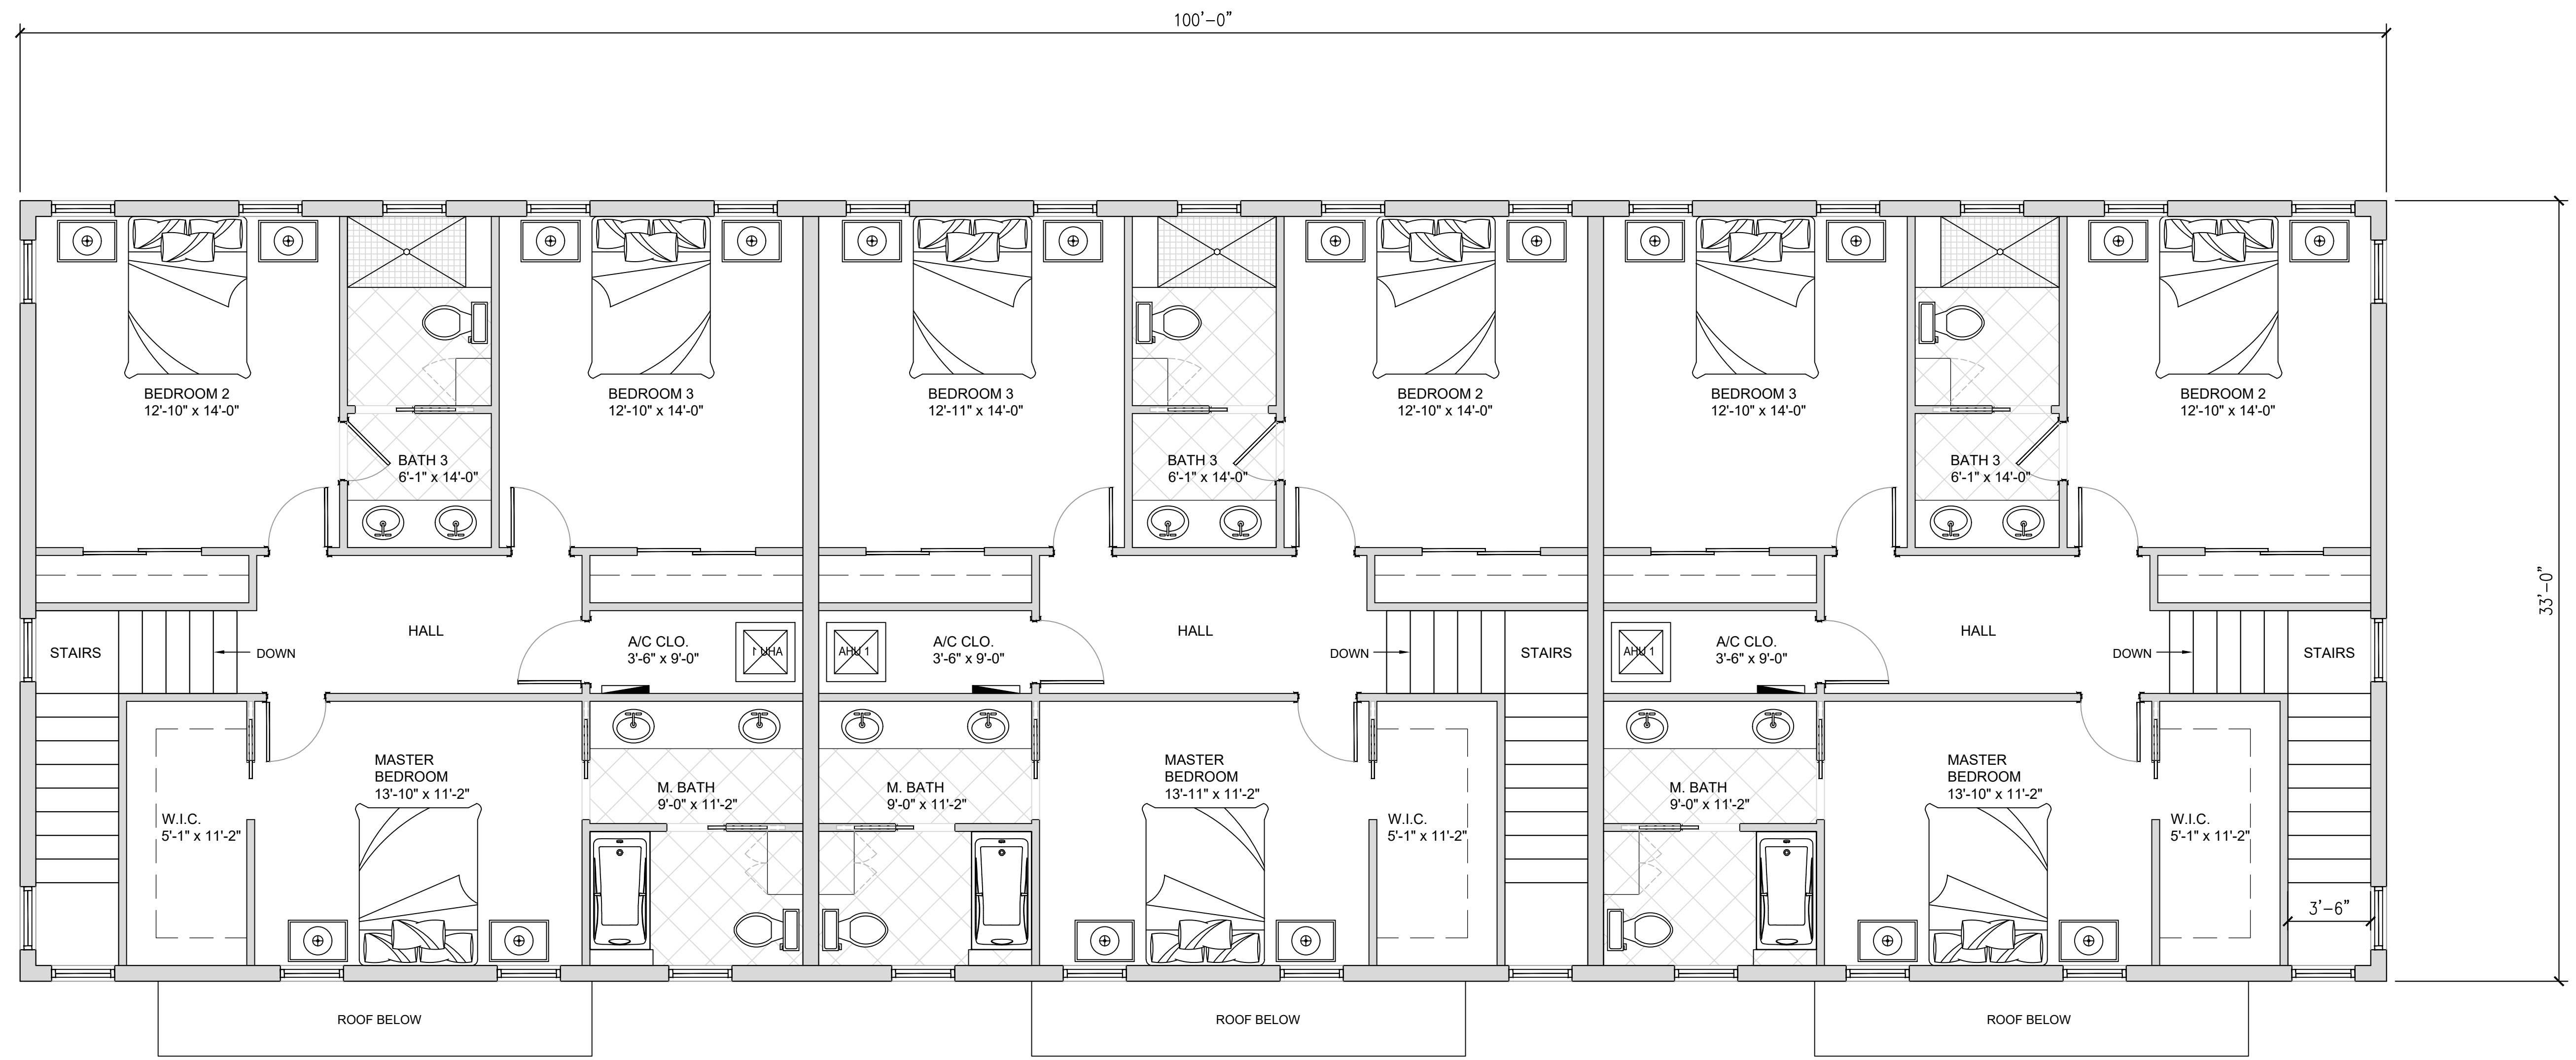 100'-0"
BEDROOM 2
12'-10" x 14'-0"
BEDROOM 3
12'-10" x 14'-0"
BEDROOM 3
12'-11" x 14'-0"
BEDROOM 2
12'-10" x 14'-0"
BEDROOM 3
12'-10" x 14'-0"
BEDROOM 2
12'-10" x 14'-0"
BATH 3
6'-1" x 14'-0"
BATH 3
6'-1" x 14'-0"
BATH 3
6'-1" x 14'-0"
33'-0"
STAIRS
DOWN
HALL
A/C CLO.
3'-6" x 9'-0"
AHU 1
AHU 1
A/C CLO.
3'-6" x 9'-0"
HALL
DOWN
STAIRS
AHU 1
A/C CLO.
3'-6" x 9'-0"
HALL
DOWN
STAIRS
MASTER
BEDROOM
13'-10" x 11'-2"
M. BATH
9'-0" x 11'-2"
M. BATH
9'-0" x 11'-2"
MASTER
BEDROOM
13'-11" x 11'-2"
M. BATH
9'-0" x 11'-2"
MASTER
BEDROOM
13'-10" x 11'-2"
W.I.C.
5'-1" x 11'-2"
W.I.C.
5'-1" x 11'-2"
W.I.C.
5'-1" x 11'-2"
3'-6"
ROOF BELOW
ROOF BELOW
ROOF BELOW